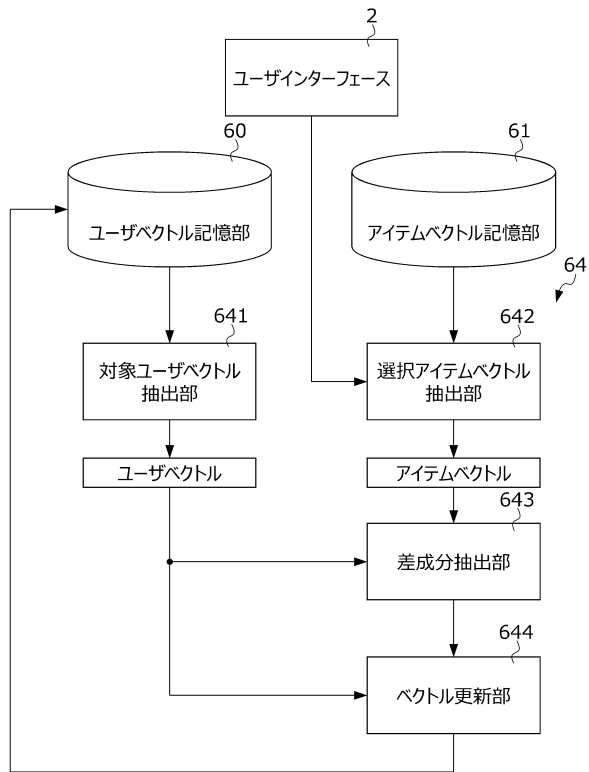 2
ユーザインターフェース
60
61
ユーザベクトル記憶部
アイテムベクトル記憶部
64
641
642
対象ユーザベクトル
抽出部
選択アイテムベクトル
抽出部
ユーザベクトル
アイテムベクトル
643
差成分抽出部
644
ベクトル更新部